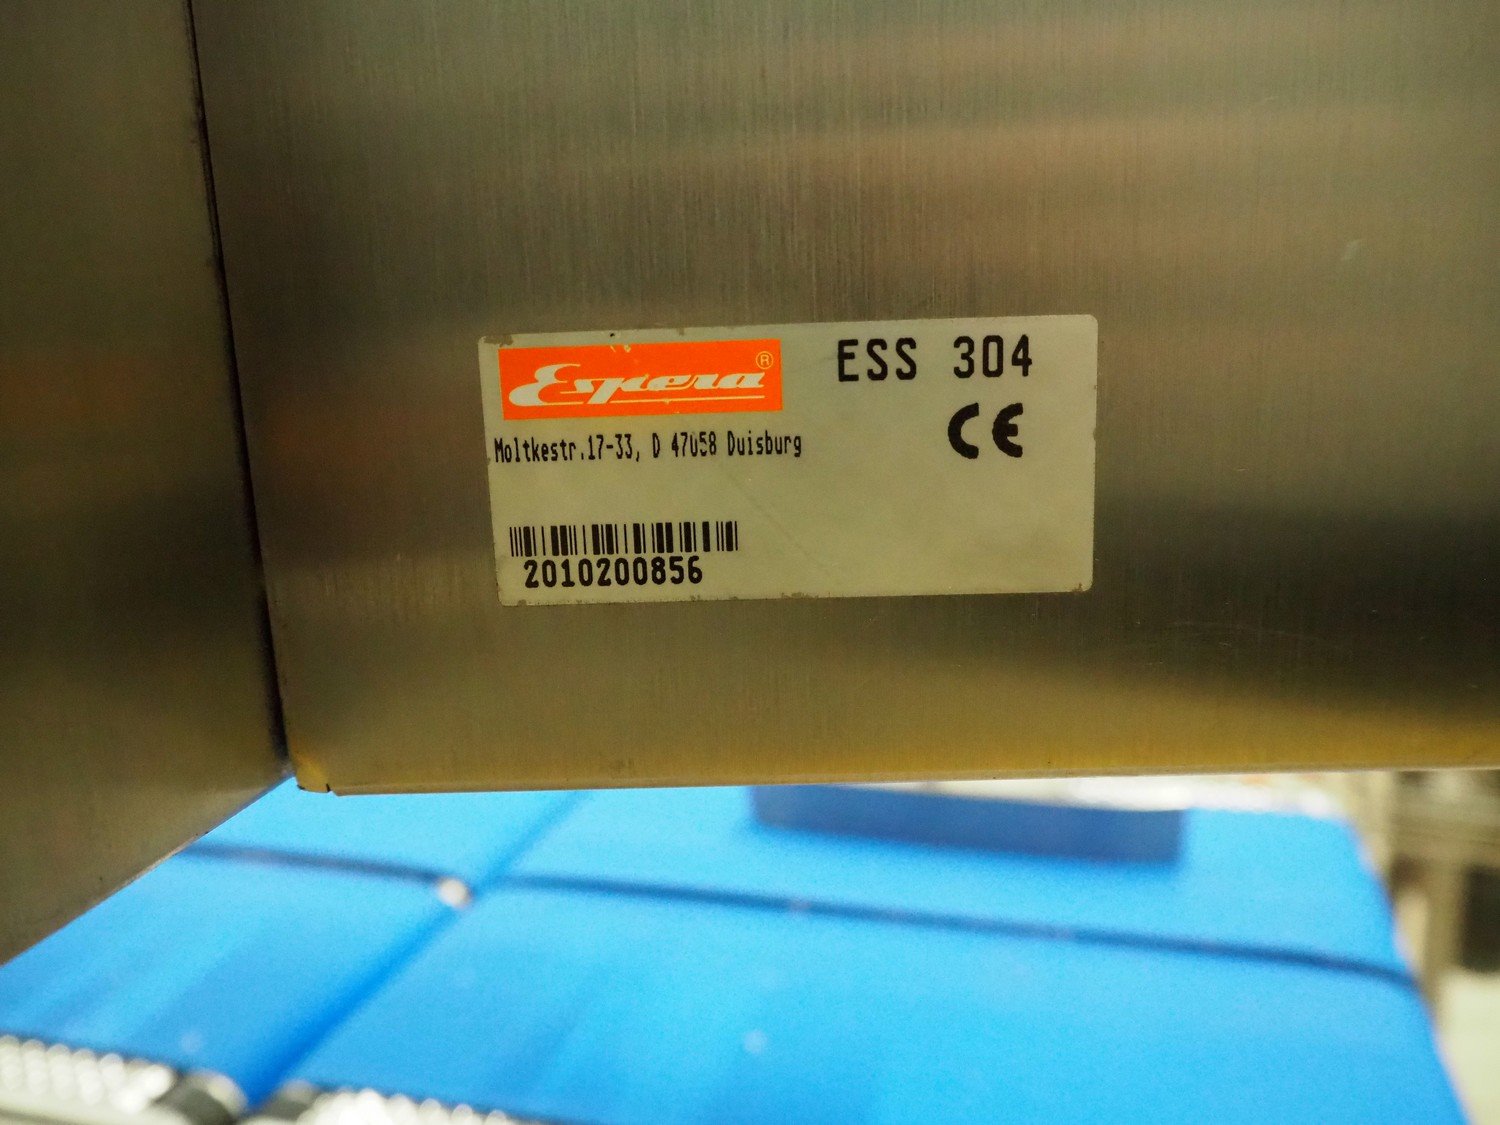 Espera®
ESS 304
CE
Moltkestr.17-33, D 47058 Duisburg
2010200856